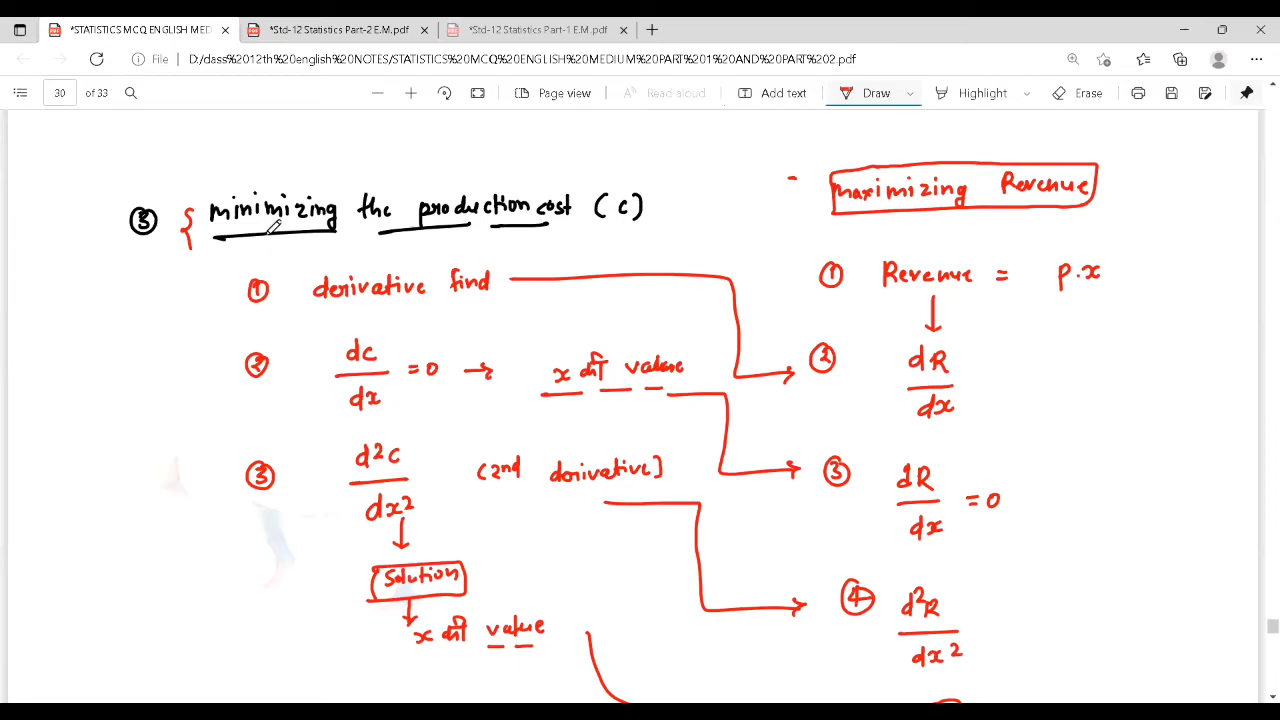 *STATISTICS MCQ ENGLISH MED
*Std-12 Statistics Part-2 E.M.pdf
*Std-12 Statistics Part-1 E.M.pdf
File
D:/dass%2012th%20english%20NOTES/STATISTICS%20MCQ%20ENGLISH%20MEDIUM%20PART%201%20AND%20PART%202.pdf
30 of 33
Page view
Read aloud
Add text
Draw
Highlight
Erase
③ { minimizing the production cost (c)
① derivative find
② dc/dx = 0 → x ની value
③ d²c/dx² (2nd derivative]
Solution
x ની value
maximizing Revenue
① Revenue = p.x
② dR/dx
③ dR/dx = 0
④ d²R/dx²